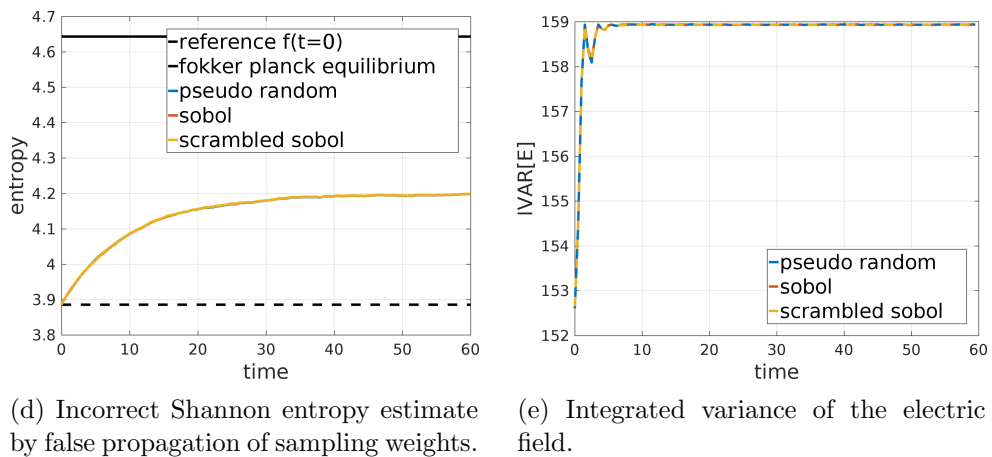 4.7
4.6
4.5
4.4
4.3
4.2
4.1
4
3.9
3.8
entropy
reference f(t=0)
fokker planck equilibrium
pseudo random
sobol
scrambled sobol
0
10
20
30
40
50
60
time
(d) Incorrect Shannon entropy estimate
by false propagation of sampling weights.
159
158
157
156
155
154
153
152
IVAR[E]
pseudo random
sobol
scrambled sobol
0
10
20
30
40
50
60
time
(e) Integrated variance of the electric
field.